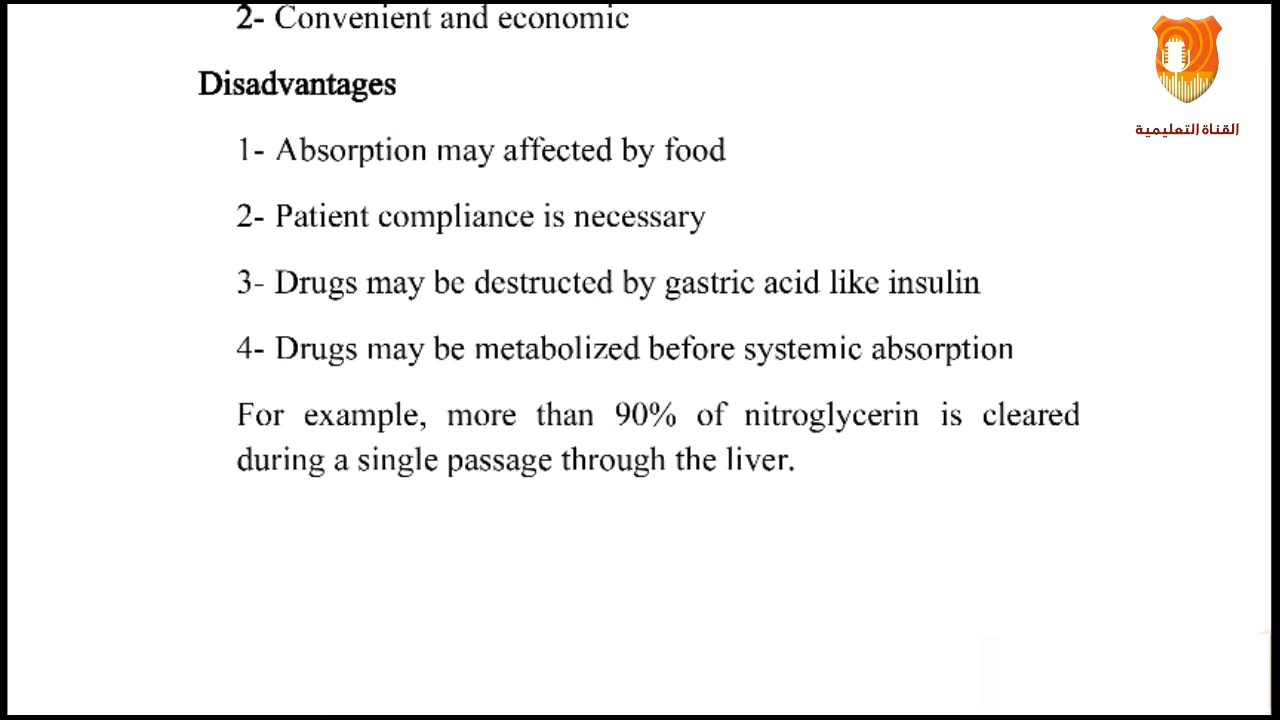 2- Convenient and economic
القناة التعليمية
Disadvantages
1- Absorption may affected by food
2- Patient compliance is necessary
3- Drugs may be destructed by gastric acid like insulin
4- Drugs may be metabolized before systemic absorption
For example, more than 90% of nitroglycerin is cleared
during a single passage through the liver.